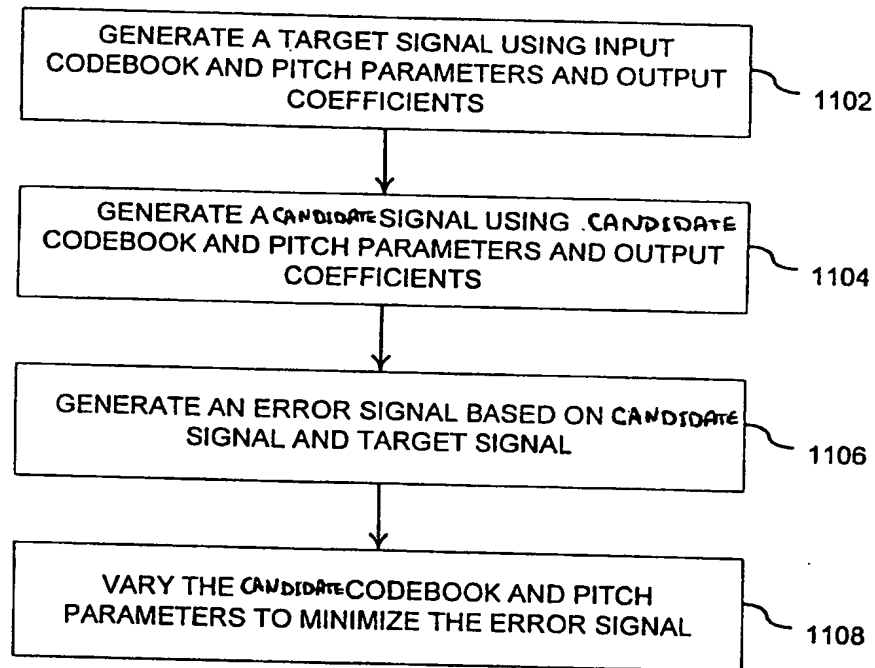 GENERATE A TARGET SIGNAL USING INPUT
CODEBOOK AND PITCH PARAMETERS AND OUTPUT
COEFFICIENTS
1102
GENERATE A CANDIDATE SIGNAL USING CANDIDATE
CODEBOOK AND PITCH PARAMETERS AND OUTPUT
COEFFICIENTS
1104
GENERATE AN ERROR SIGNAL BASED ON CANDIDATE
SIGNAL AND TARGET SIGNAL
1106
VARY THE CANDIDATE CODEBOOK AND PITCH
PARAMETERS TO MINIMIZE THE ERROR SIGNAL
1108